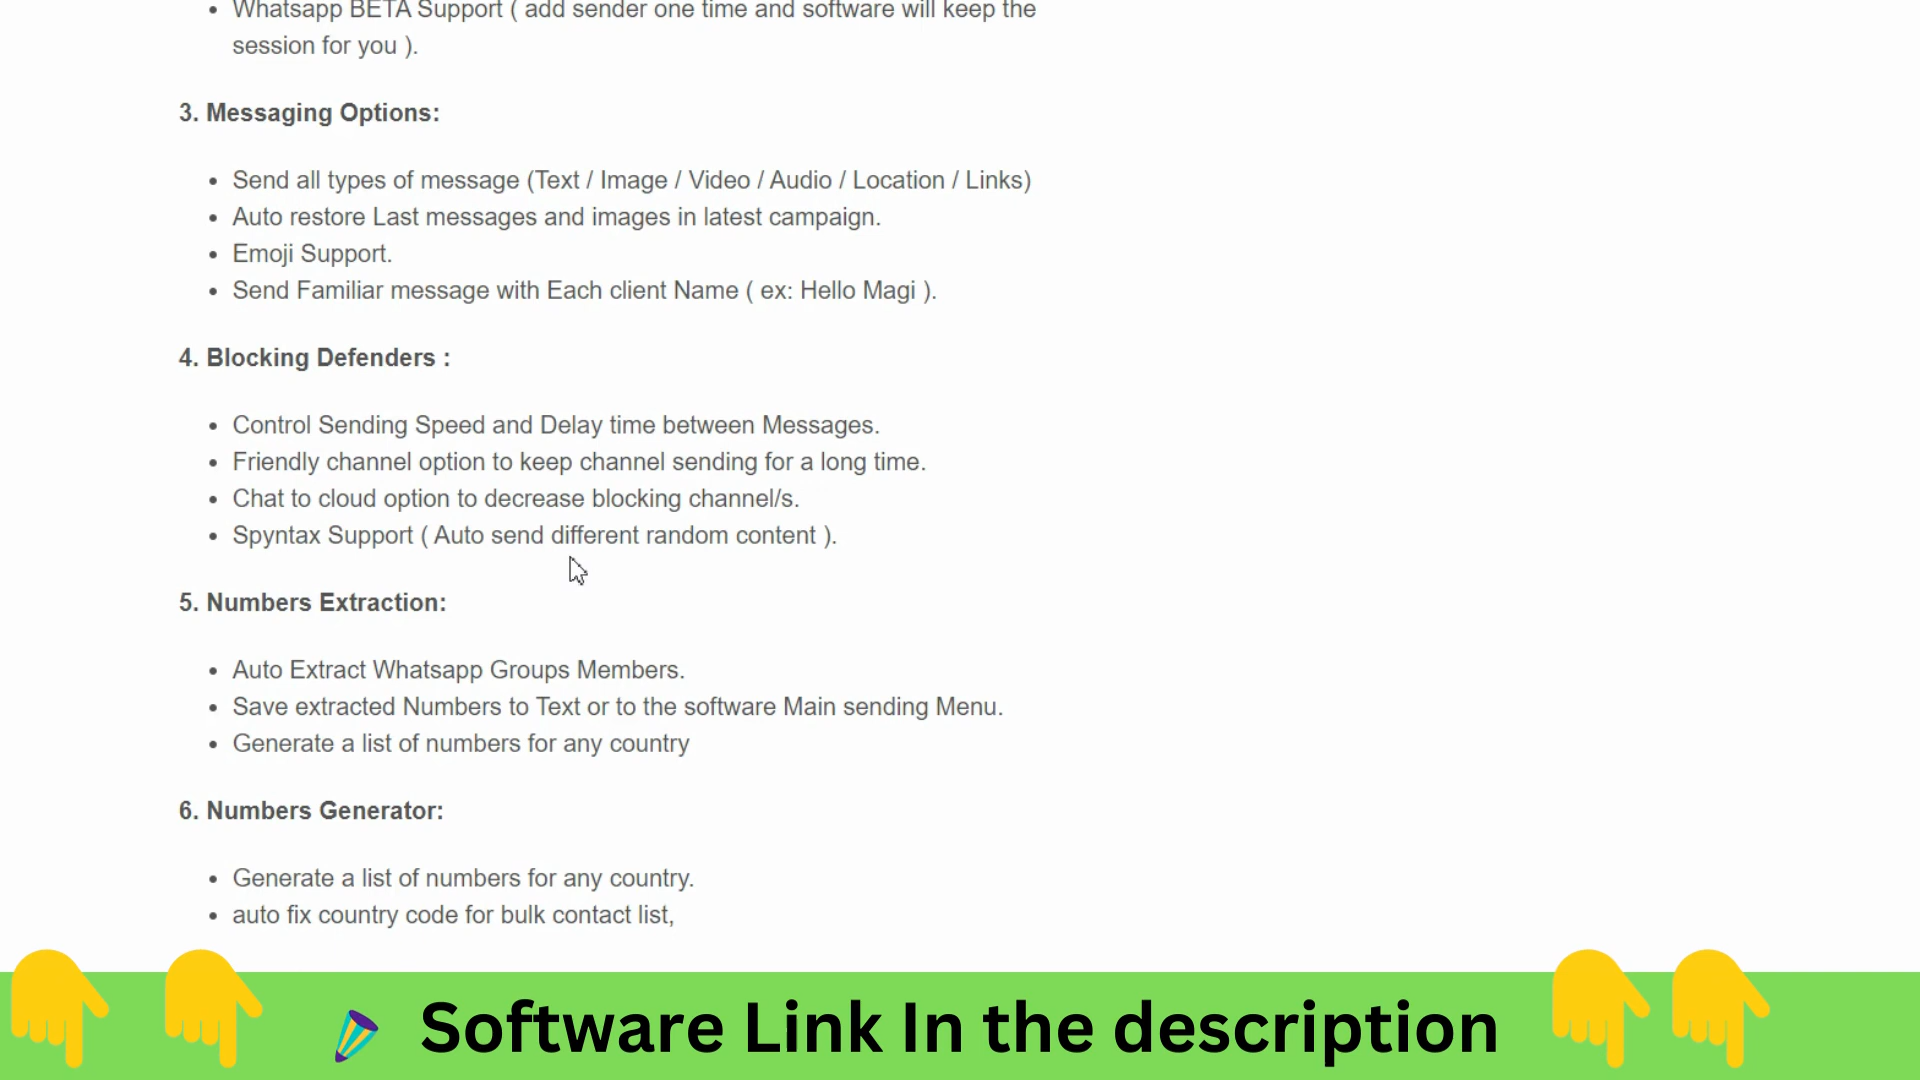 Whatsapp BETA Support ( add sender one time and software will keep the
session for you ).
3. Messaging Options:
Send all types of message (Text / Image / Video / Audio / Location / Links)
Auto restore Last messages and images in latest campaign.
Emoji Support.
Send Familiar message with Each client Name ( ex: Hello Magi ).
4. Blocking Defenders :
Control Sending Speed and Delay time between Messages.
Friendly channel option to keep channel sending for a long time.
Chat to cloud option to decrease blocking channel/s.
Spyntax Support ( Auto send different random content ).
5. Numbers Extraction:
Auto Extract Whatsapp Groups Members.
Save extracted Numbers to Text or to the software Main sending Menu.
Generate a list of numbers for any country
6. Numbers Generator:
Generate a list of numbers for any country.
auto fix country code for bulk contact list,
Software Link In the description